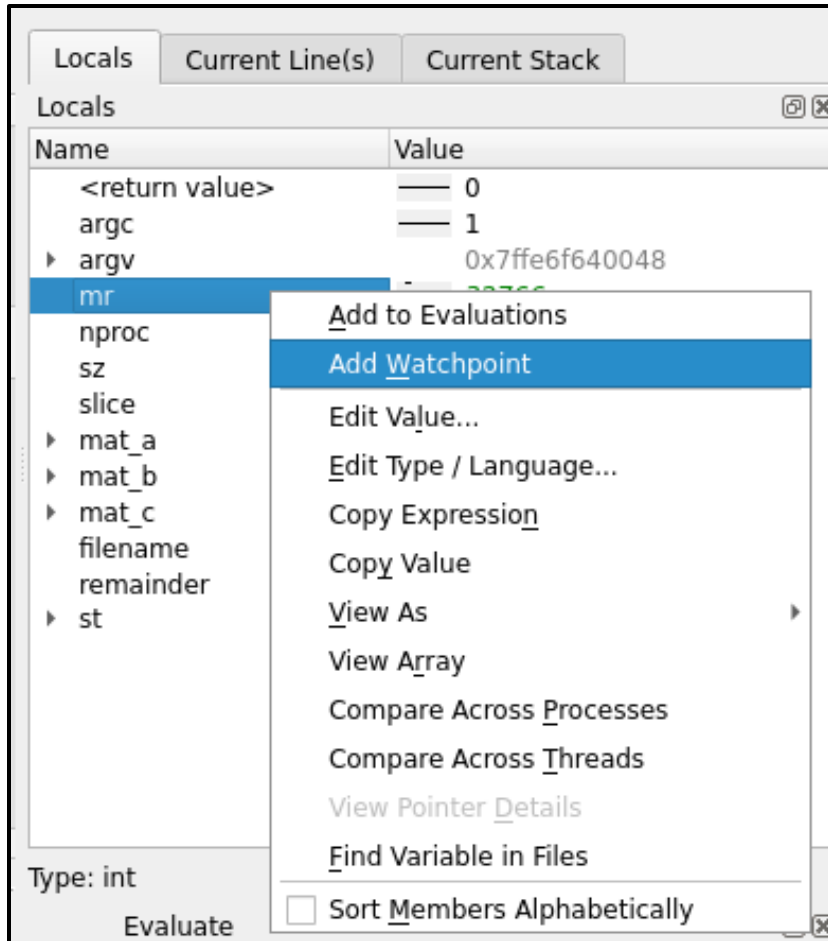 Locals Current Line(s) Current Stack
Locals
Name Value
<return value> 0
argc 1
argv 0x7ffe6f640048
mr 32766
nproc
sz
slice
mat_a
mat_b
mat_c
filename
remainder
st
Add to Evaluations
Add Watchpoint
Edit Value...
Edit Type / Language...
Copy Expression
Copy Value
View As
View Array
Compare Across Processes
Compare Across Threads
View Pointer Details
Find Variable in Files
Sort Members Alphabetically
Type: int
Evaluate